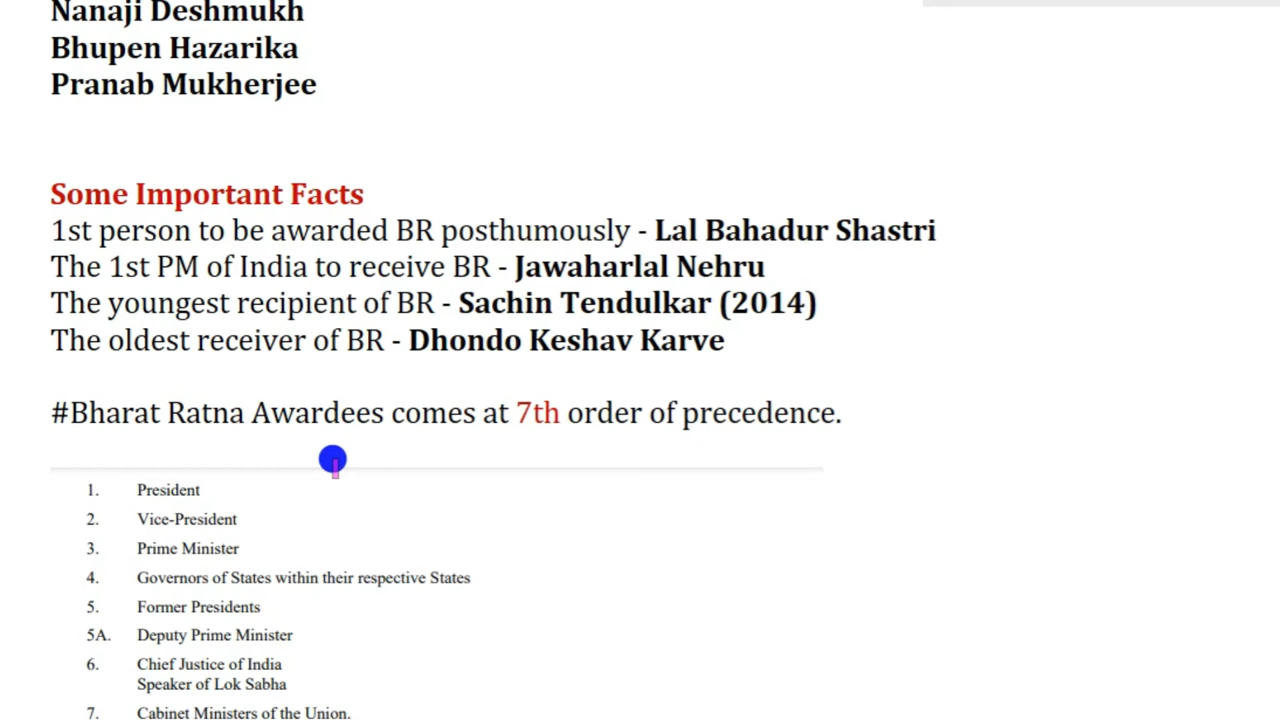 Nanaji Deshmukh
Bhupen Hazarika
Pranab Mukherjee
Some Important Facts
1st person to be awarded BR posthumously - Lal Bahadur Shastri
The 1st PM of India to receive BR - Jawaharlal Nehru
The youngest recipient of BR - Sachin Tendulkar (2014)
The oldest receiver of BR - Dhondo Keshav Karve
#Bharat Ratna Awardees comes at 7th order of precedence.
1. President
2. Vice-President
3. Prime Minister
4. Governors of States within their respective States
5. Former Presidents
5A. Deputy Prime Minister
6. Chief Justice of India
Speaker of Lok Sabha
7. Cabinet Ministers of the Union.